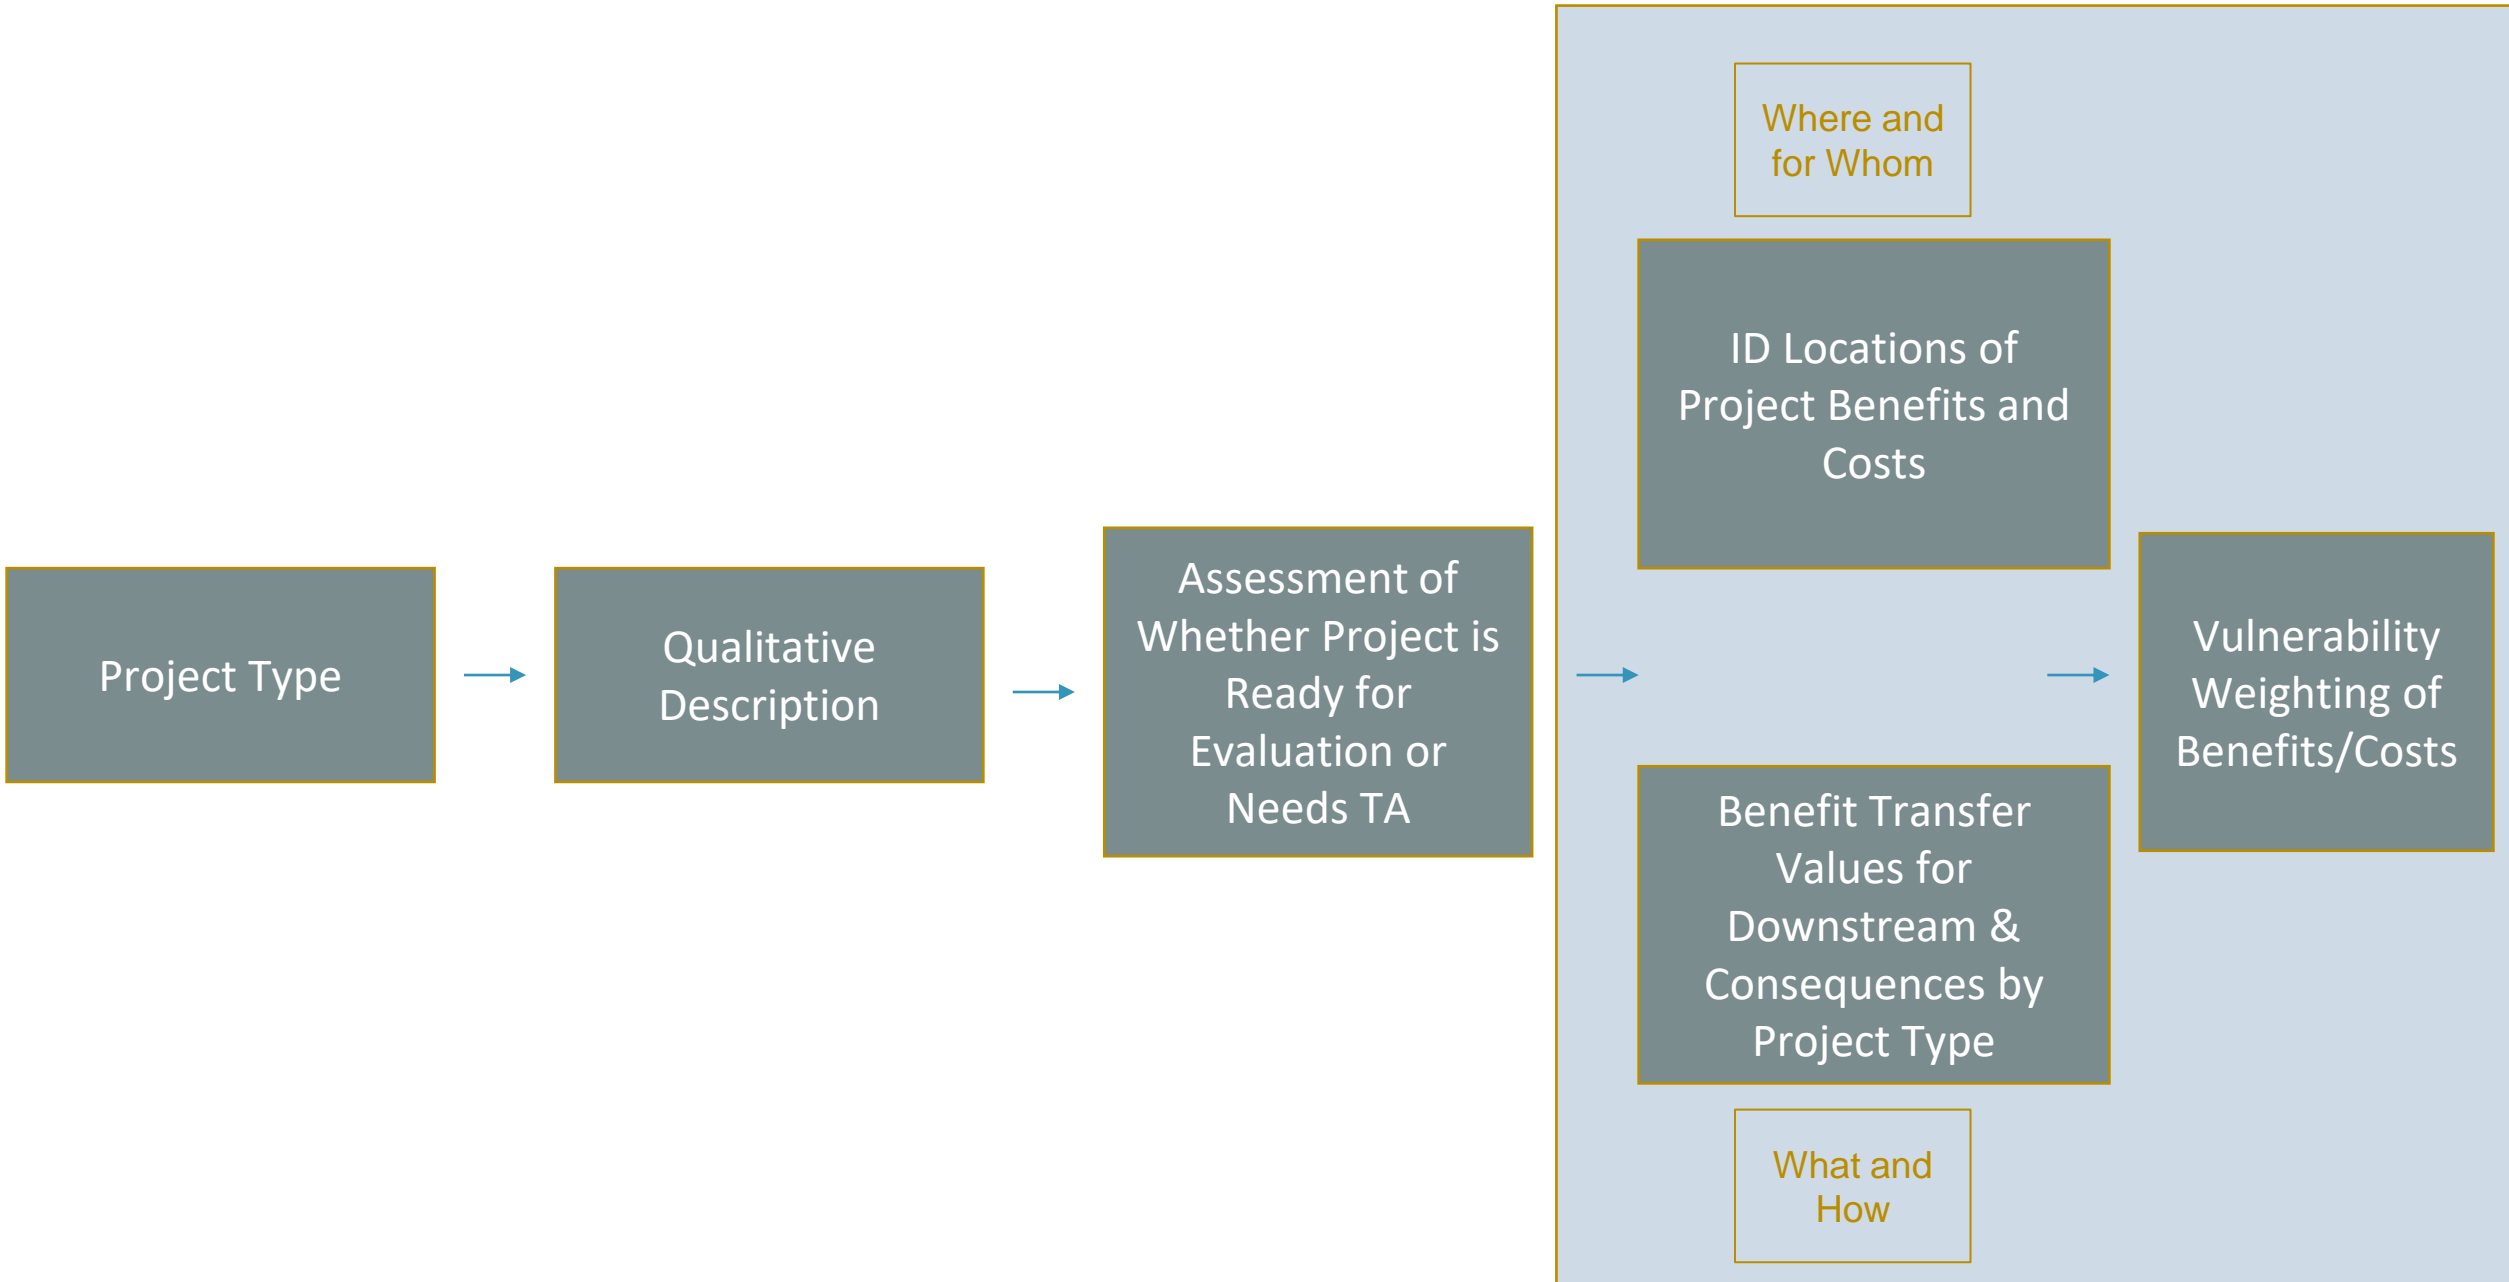 Project Type
Qualitative
Description
Assessment of
Whether Project is
Ready for
Evaluation or
Needs TA
Where and
for Whom
ID Locations of
Project Benefits and
Costs
Benefit Transfer
Values for
Downstream &
Consequences by
Project Type
What and
How
Vulnerability
Weighting of
Benefits/Costs